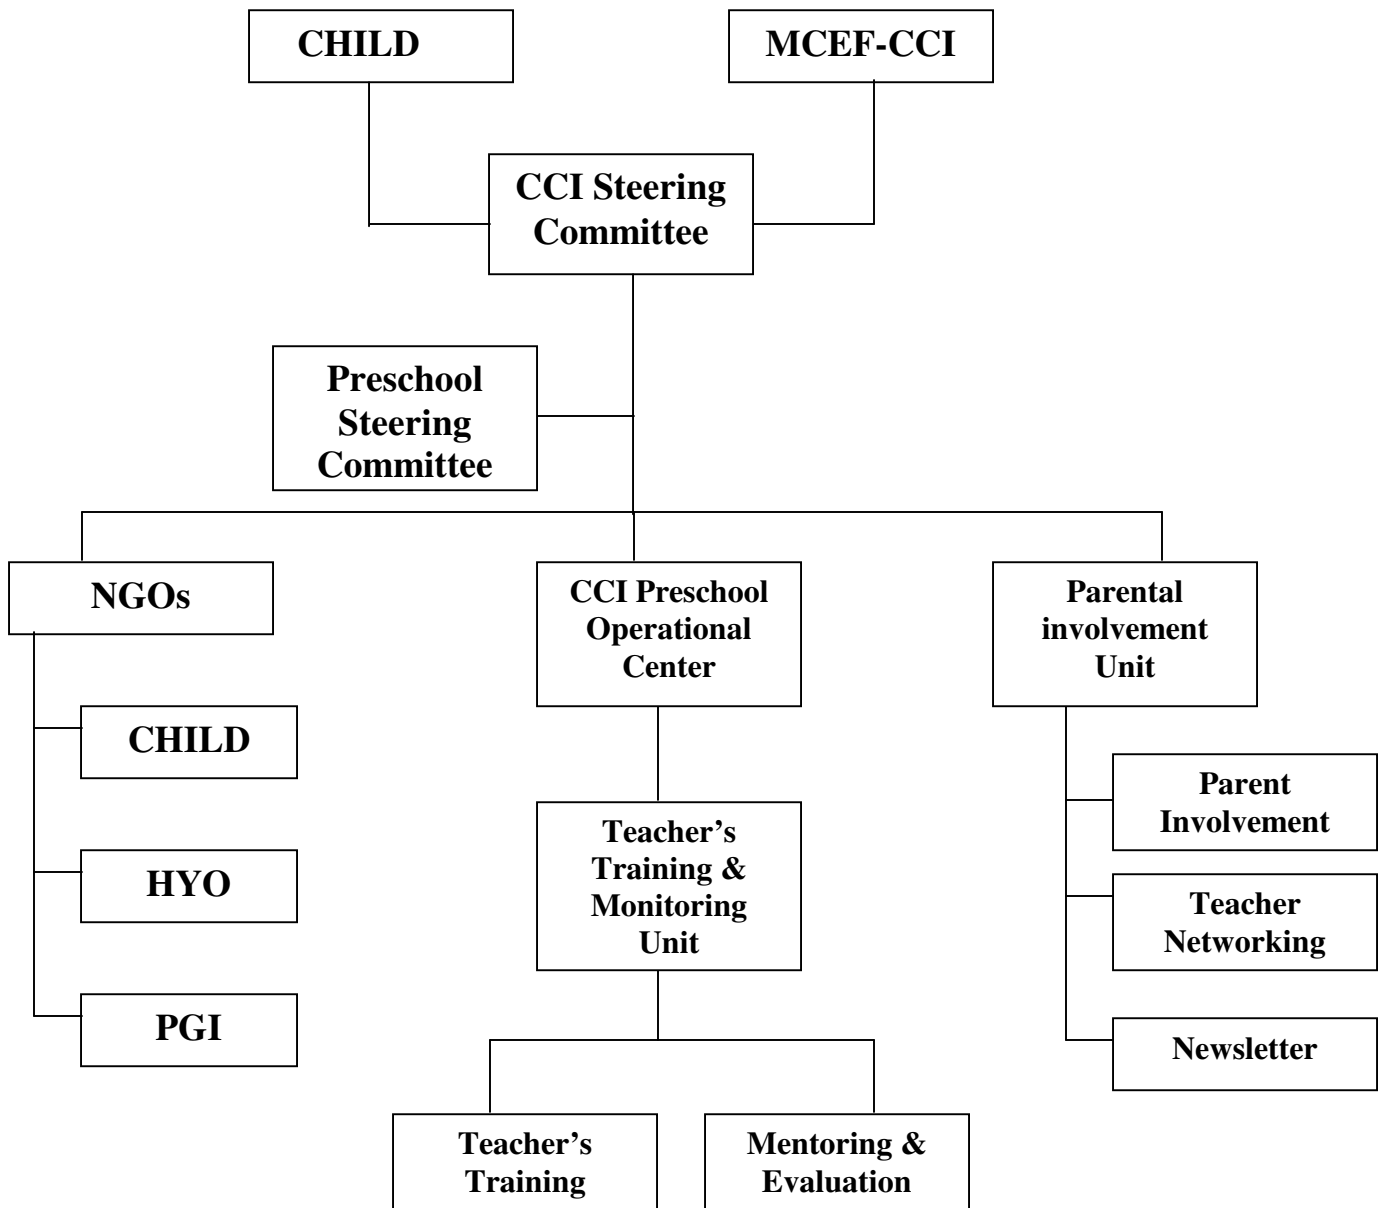 CHILD
MCEF-CCI
CCI Steering
Committee
Preschool
Steering
Committee
NGOs
CCI Preschool
Operational
Center
Parental
involvement
Unit
CHILD
HYO
PGI
Teacher’s
Training &
Monitoring
Unit
Parent
Involvement
Teacher
Networking
Newsletter
Teacher’s
Training
Mentoring &
Evaluation